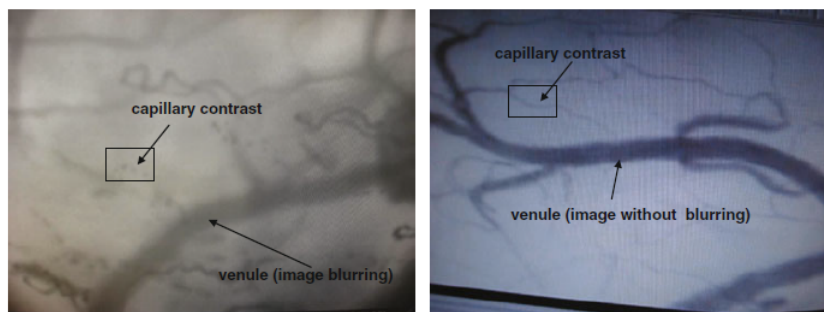 capillary contrast
venule (image blurring)
capillary contrast
venule (image without blurring)